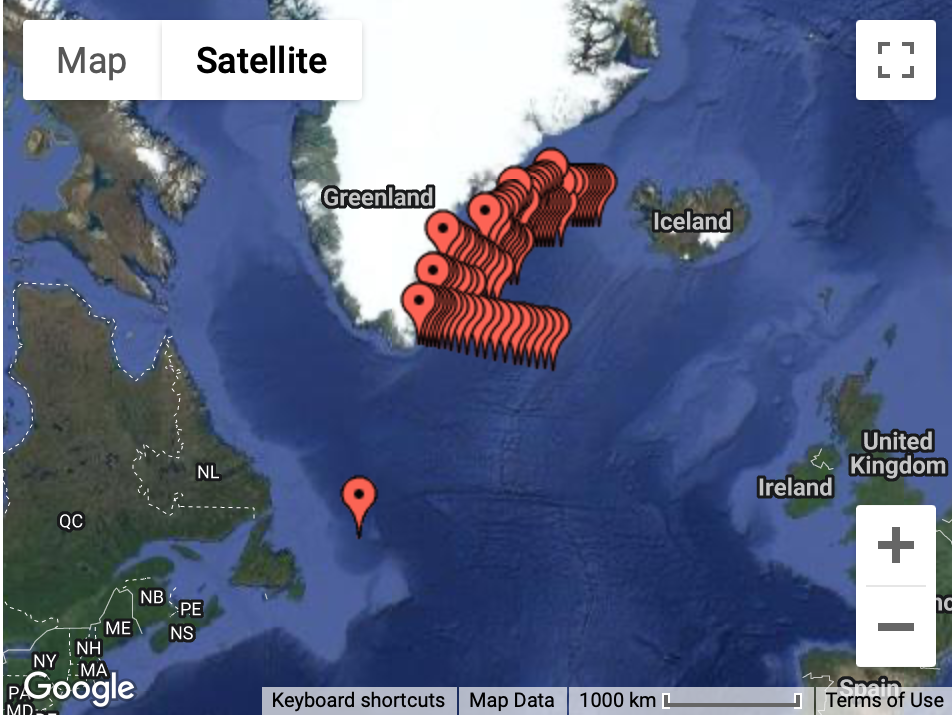 Map
Satellite
Greenland
Iceland
NL
United
Kingdom
Ireland
QC
NB
PE
ME
NS
NH
NY
MA
PA
Google
MD
Spain
Keyboard shortcuts
Map Data
1000 km
Terms of Use